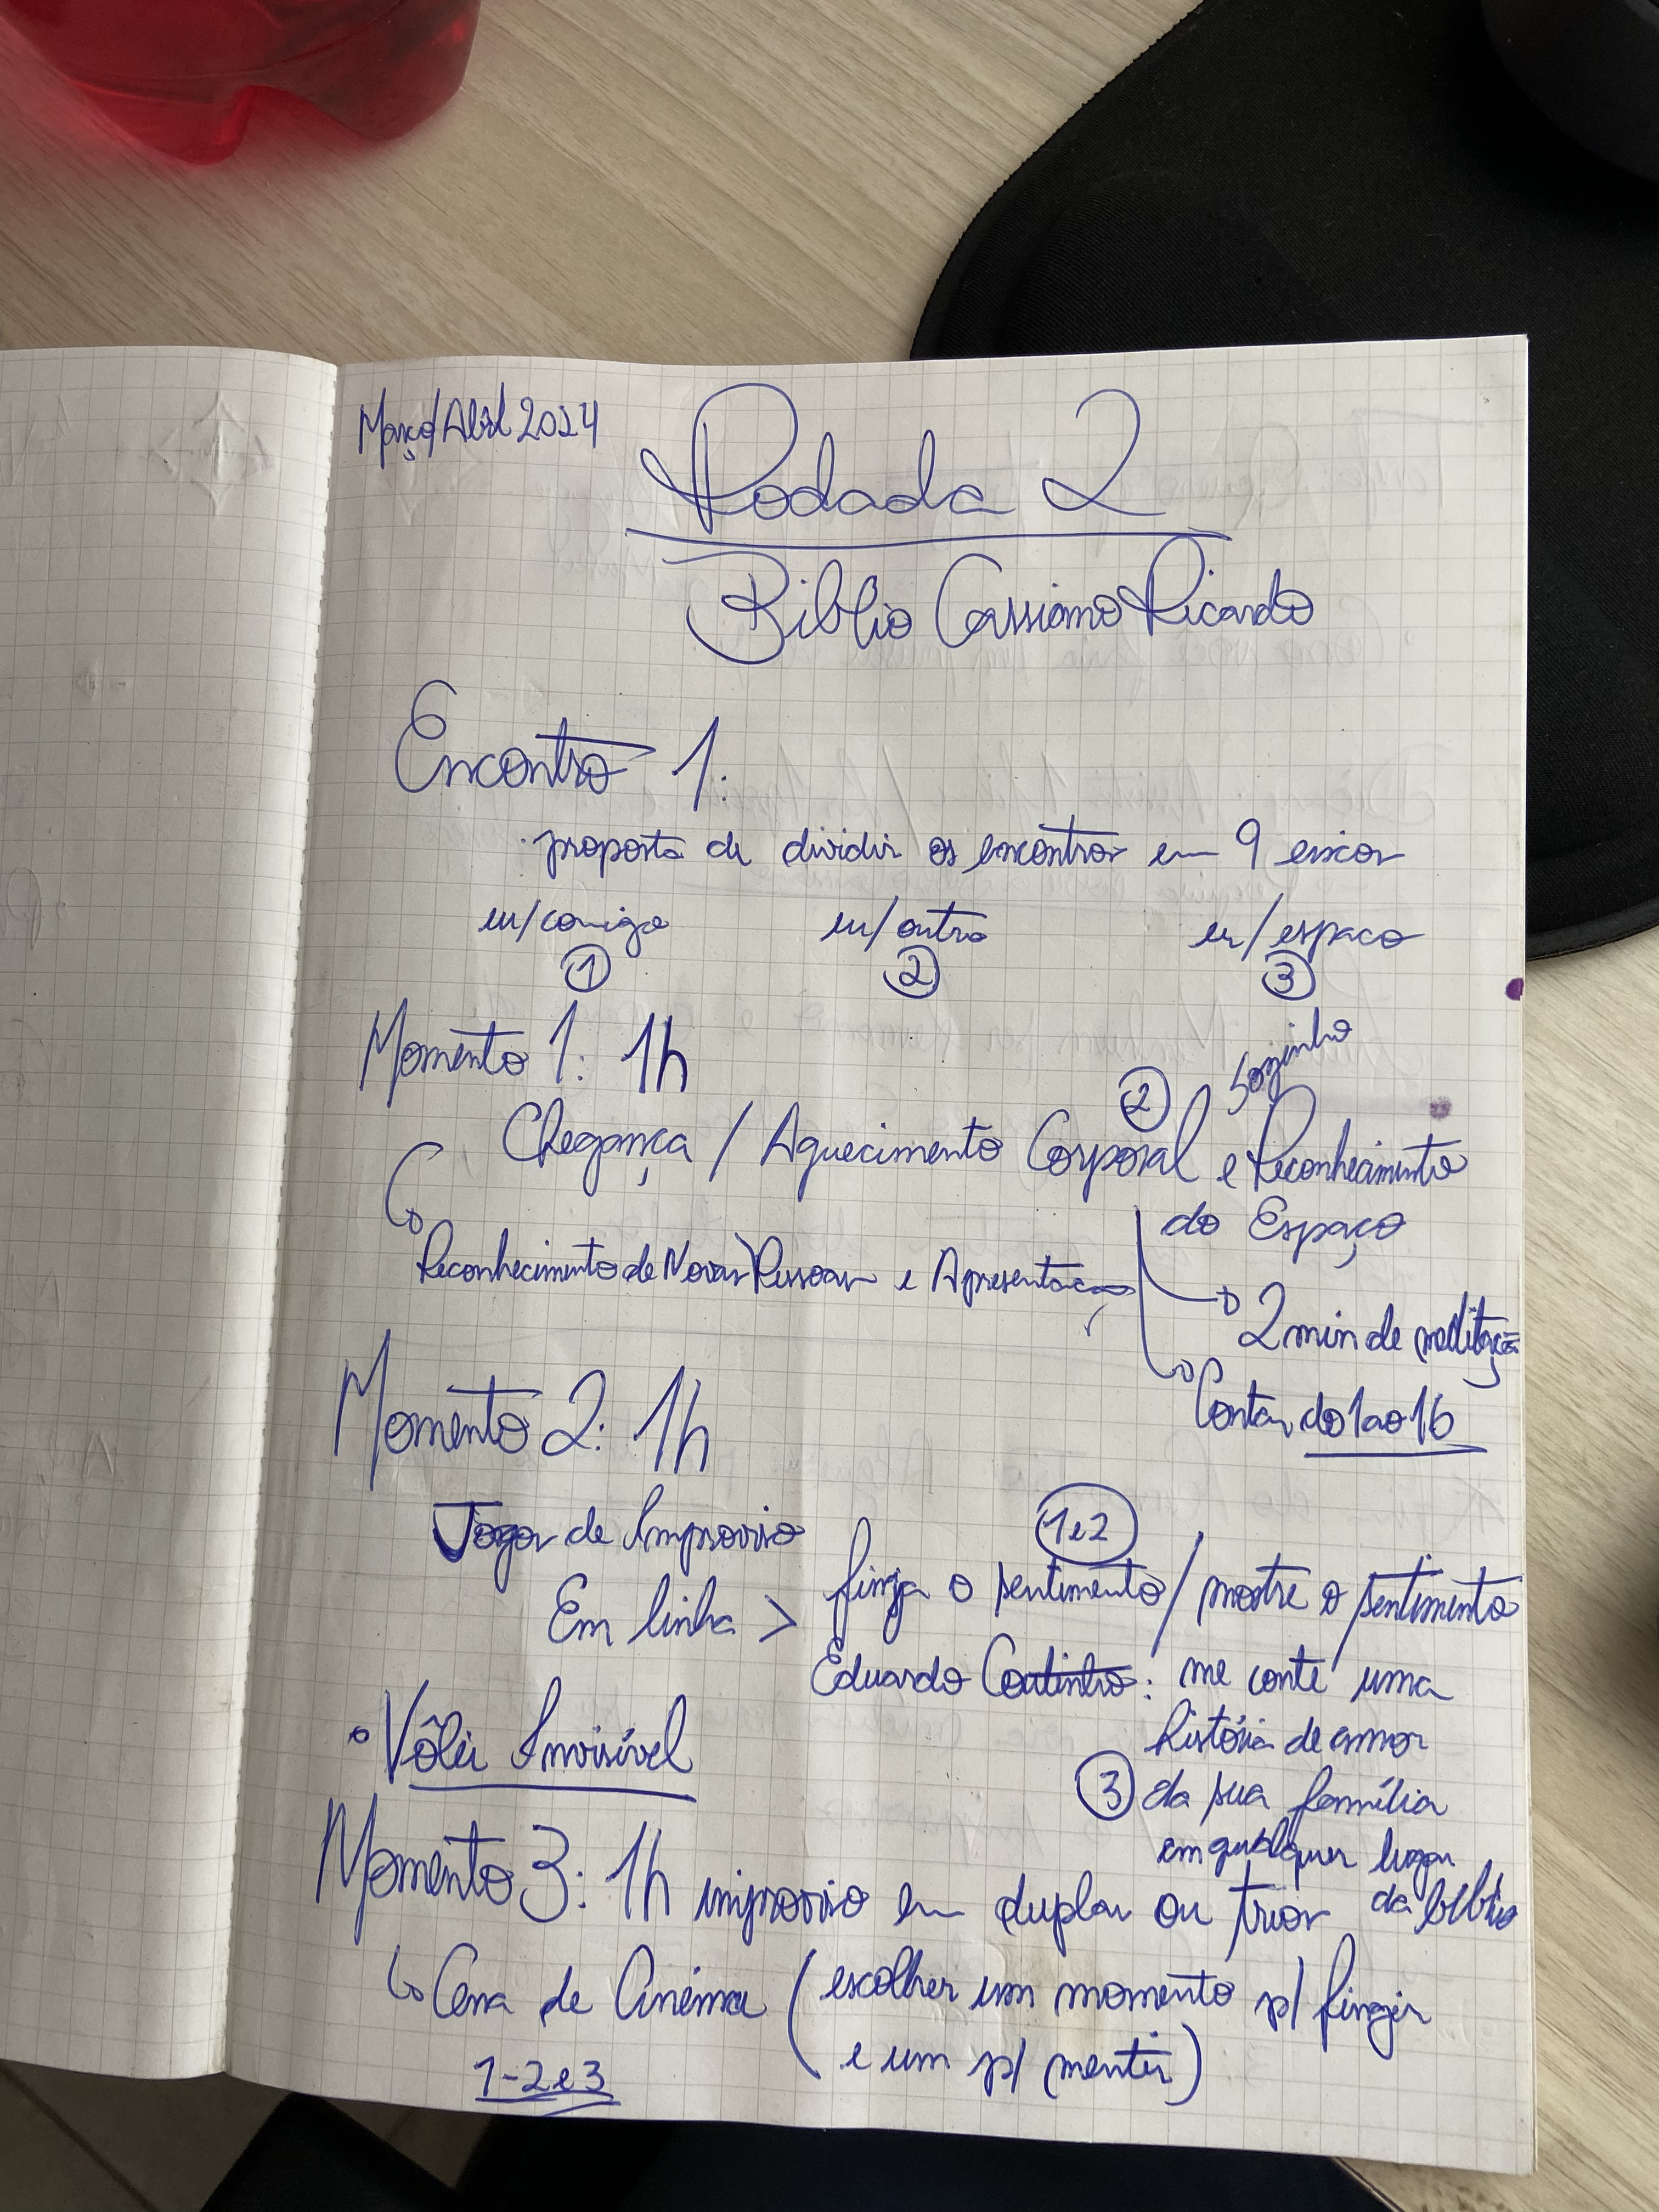 Março/Abril 2024
Rodada 2
Biblio Cassiano Ricardo
Encontro 1:
· proposta de dividir os encontros em 9 eixos
eu/comigo eu/outro eu/espaço
① ② ③
Momento 1: 1h
② Sozinho
Chegança / Aquecimento Corporal e Reconhecimento
do Espaço
Reconhecimento de Novas Pessoas e Apresentação
2 min de meditação
Contar do 1 ao 16
Momento 2: 1h
Jogos de Improviso
1 e 2
Em linha > finja o sentimento / mostre o sentimento
Eduardo Coutinho: me conte uma
história de amor
③ da sua família
em qualquer lugar
da biblio
• Vôlei Invisível
Momento 3: 1h improviso em duplas ou trios
Cena de Cinema (escolher um momento p/ fingir
e um p/ mentir)
1-2 e 3